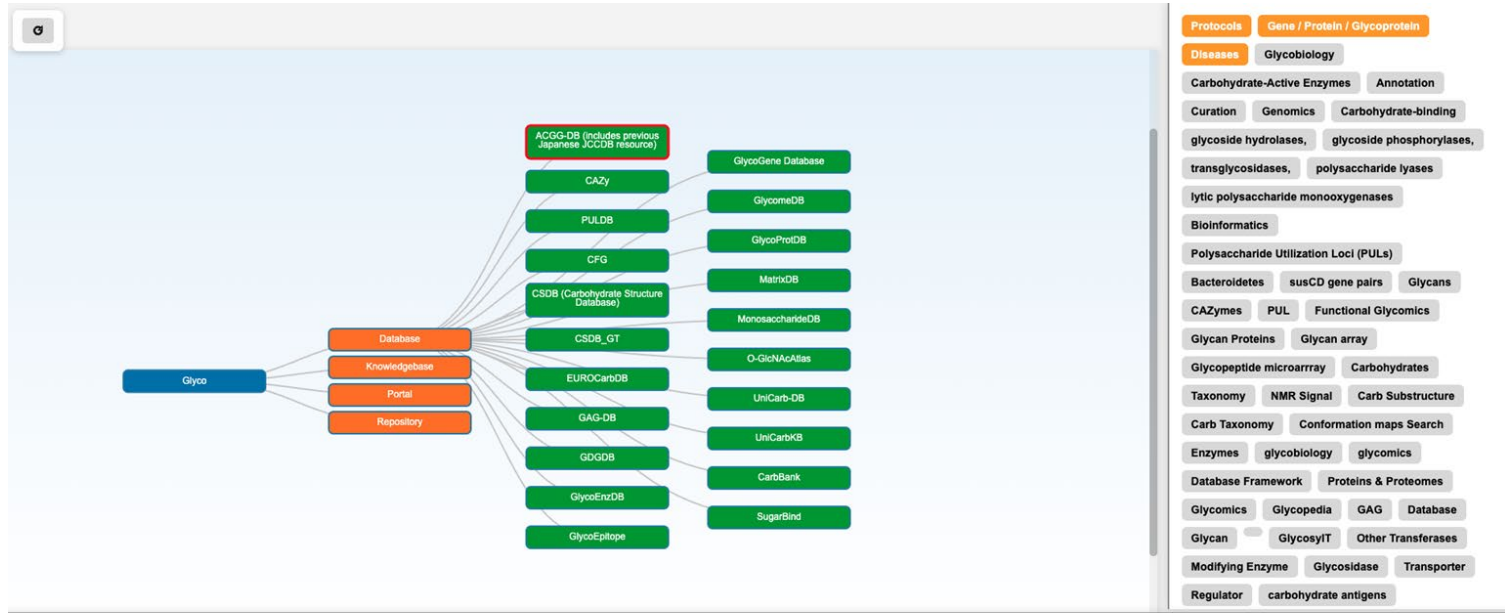 Glyco
Database
Knowledgebase
Portal
Repository
ACGG-DB (includes previous
Japanese JCCDB resource)
CAZy
PULDB
CFG
CSDB (Carbohydrate Structure
Database)
CSDB_GT
EUROCarbDB
GAG-DB
GDGDB
GlycoEnzDB
GlycoEpitope
GlycoGene Database
GlycomeDB
GlycoProtDB
MatrixDB
MonosaccharideDB
O-GlcNAcAtlas
UniCarb-DB
UniCarbKB
CarbBank
SugarBind
Protocols Gene / Protein / Glycoprotein
Diseases Glycobiology
Carbohydrate-Active Enzymes Annotation
Curation Genomics Carbohydrate-binding
glycoside hydrolases, glycoside phosphorylases,
transglycosidases, polysaccharide lyases
lytic polysaccharide monooxygenases
Bioinformatics
Polysaccharide Utilization Loci (PULs)
Bacteroidetes susCD gene pairs Glycans
CAZymes PUL Functional Glycomics
Glycan Proteins Glycan array
Glycopeptide microarrray Carbohydrates
Taxonomy NMR Signal Carb Substructure
Carb Taxonomy Conformation maps Search
Enzymes glycobiology glycomics
Database Framework Proteins & Proteomes
Glycomics Glycopedia GAG Database
Glycan GlycosylT Other Transferases
Modifying Enzyme Glycosidase Transporter
Regulator carbohydrate antigens